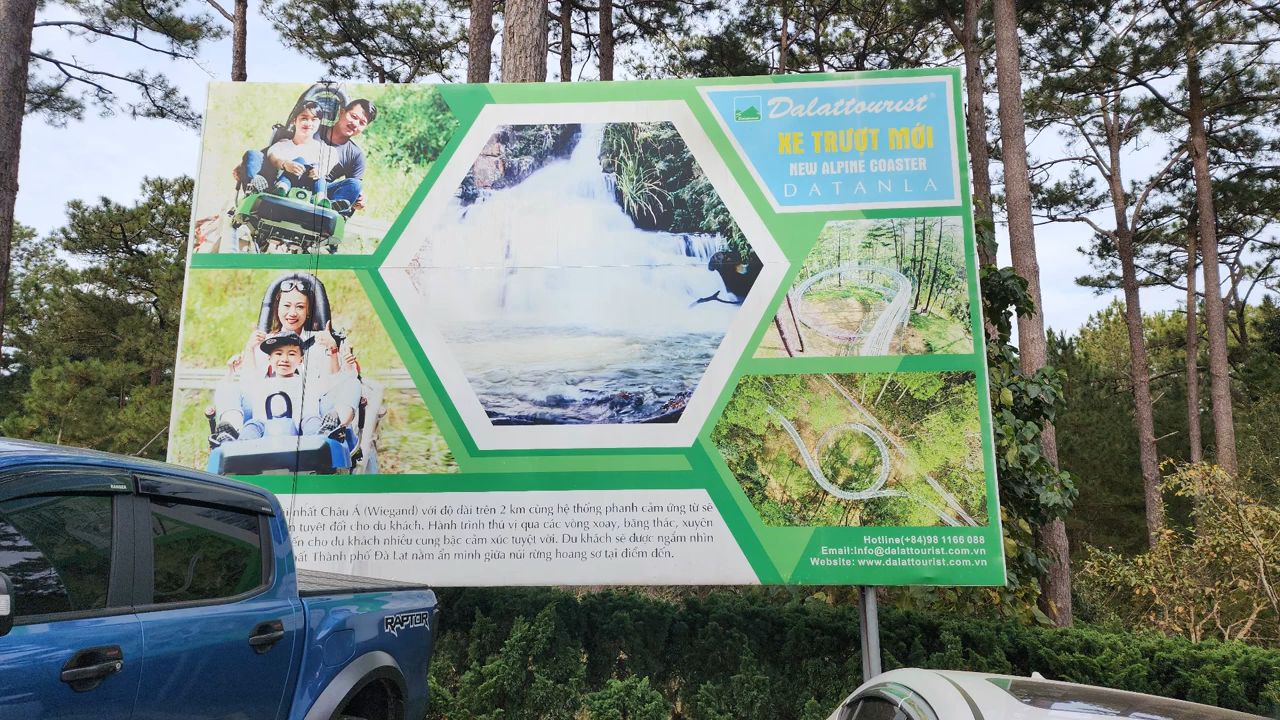 Dalattourist
XE TRƯỢT MỚI
NEW ALPINE COASTER
DATANLA
nhất Châu Á (Wiegand) với độ dài trên 2 km cùng hệ thống phanh cảm ứng từ sẽ
tuyệt đối cho du khách. Hành trình thú vị qua các vòng xoay, băng thác, xuyên
cho du khách nhiều cung bậc cảm xúc tuyệt vời. Du khách sẽ được ngắm nhìn
Thành phố Đà Lạt nằm ẩn mình giữa núi rừng hoang sơ tại điểm đến.
Hotline(+84)98 1166 088
Email:info@dalattourist.com.vn
Website: www.dalattourist.com.vn
RANGER
RAPTOR